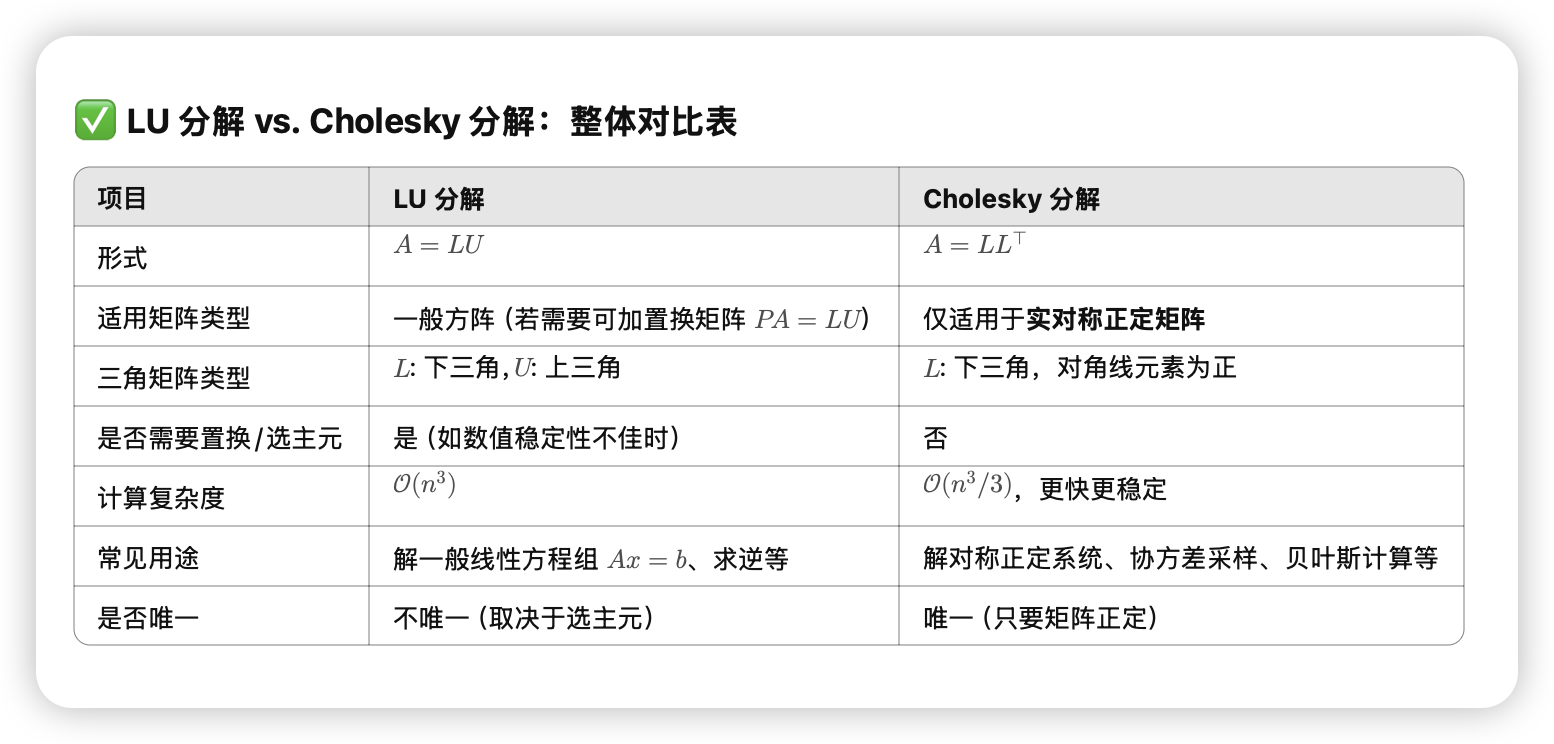 ✅ LU 分解 vs. Cholesky 分解：整体对比表
项目 LU 分解 Cholesky 分解
形式 A = LU A = LL⊤
适用矩阵类型 一般方阵（若需要可加置换矩阵 PA = LU） 仅适用于实对称正定矩阵
三角矩阵类型 L: 下三角, U: 上三角 L: 下三角，对角线元素为正
是否需要置换/选主元 是（如数值稳定性不佳时） 否
计算复杂度 𝒪(n³) 𝒪(n³/3)，更快更稳定
常见用途 解一般线性方程组 Ax = b、求逆等 解对称正定系统、协方差采样、贝叶斯计算等
是否唯一 不唯一（取决于选主元） 唯一（只要矩阵正定）